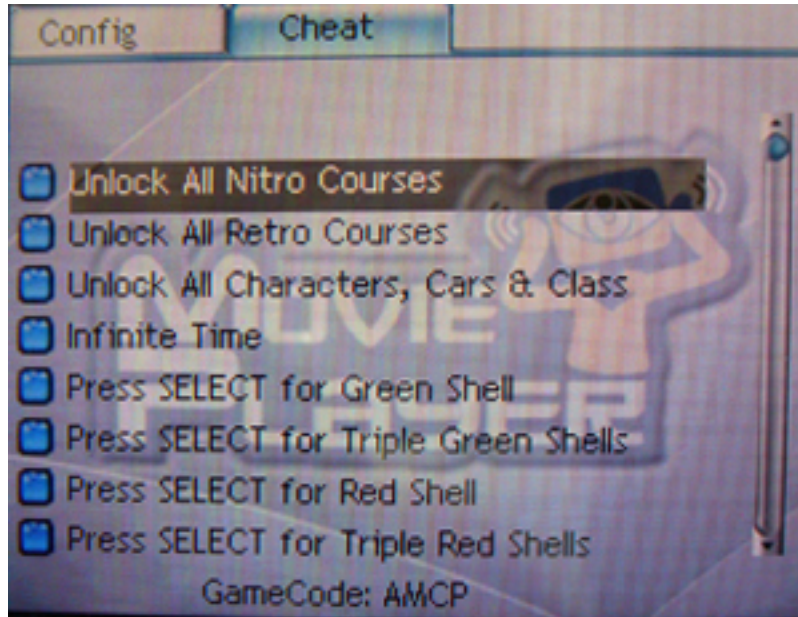 Config
Cheat
Unlock All Nitro Courses
Unlock All Retro Courses
Unlock All Characters, Cars & Class
Infinite Time
Press SELECT for Green Shell
Press SELECT for Triple Green Shells
Press SELECT for Red Shell
Press SELECT for Triple Red Shells
MOVIE
PLAYER
GameCode: AMCP